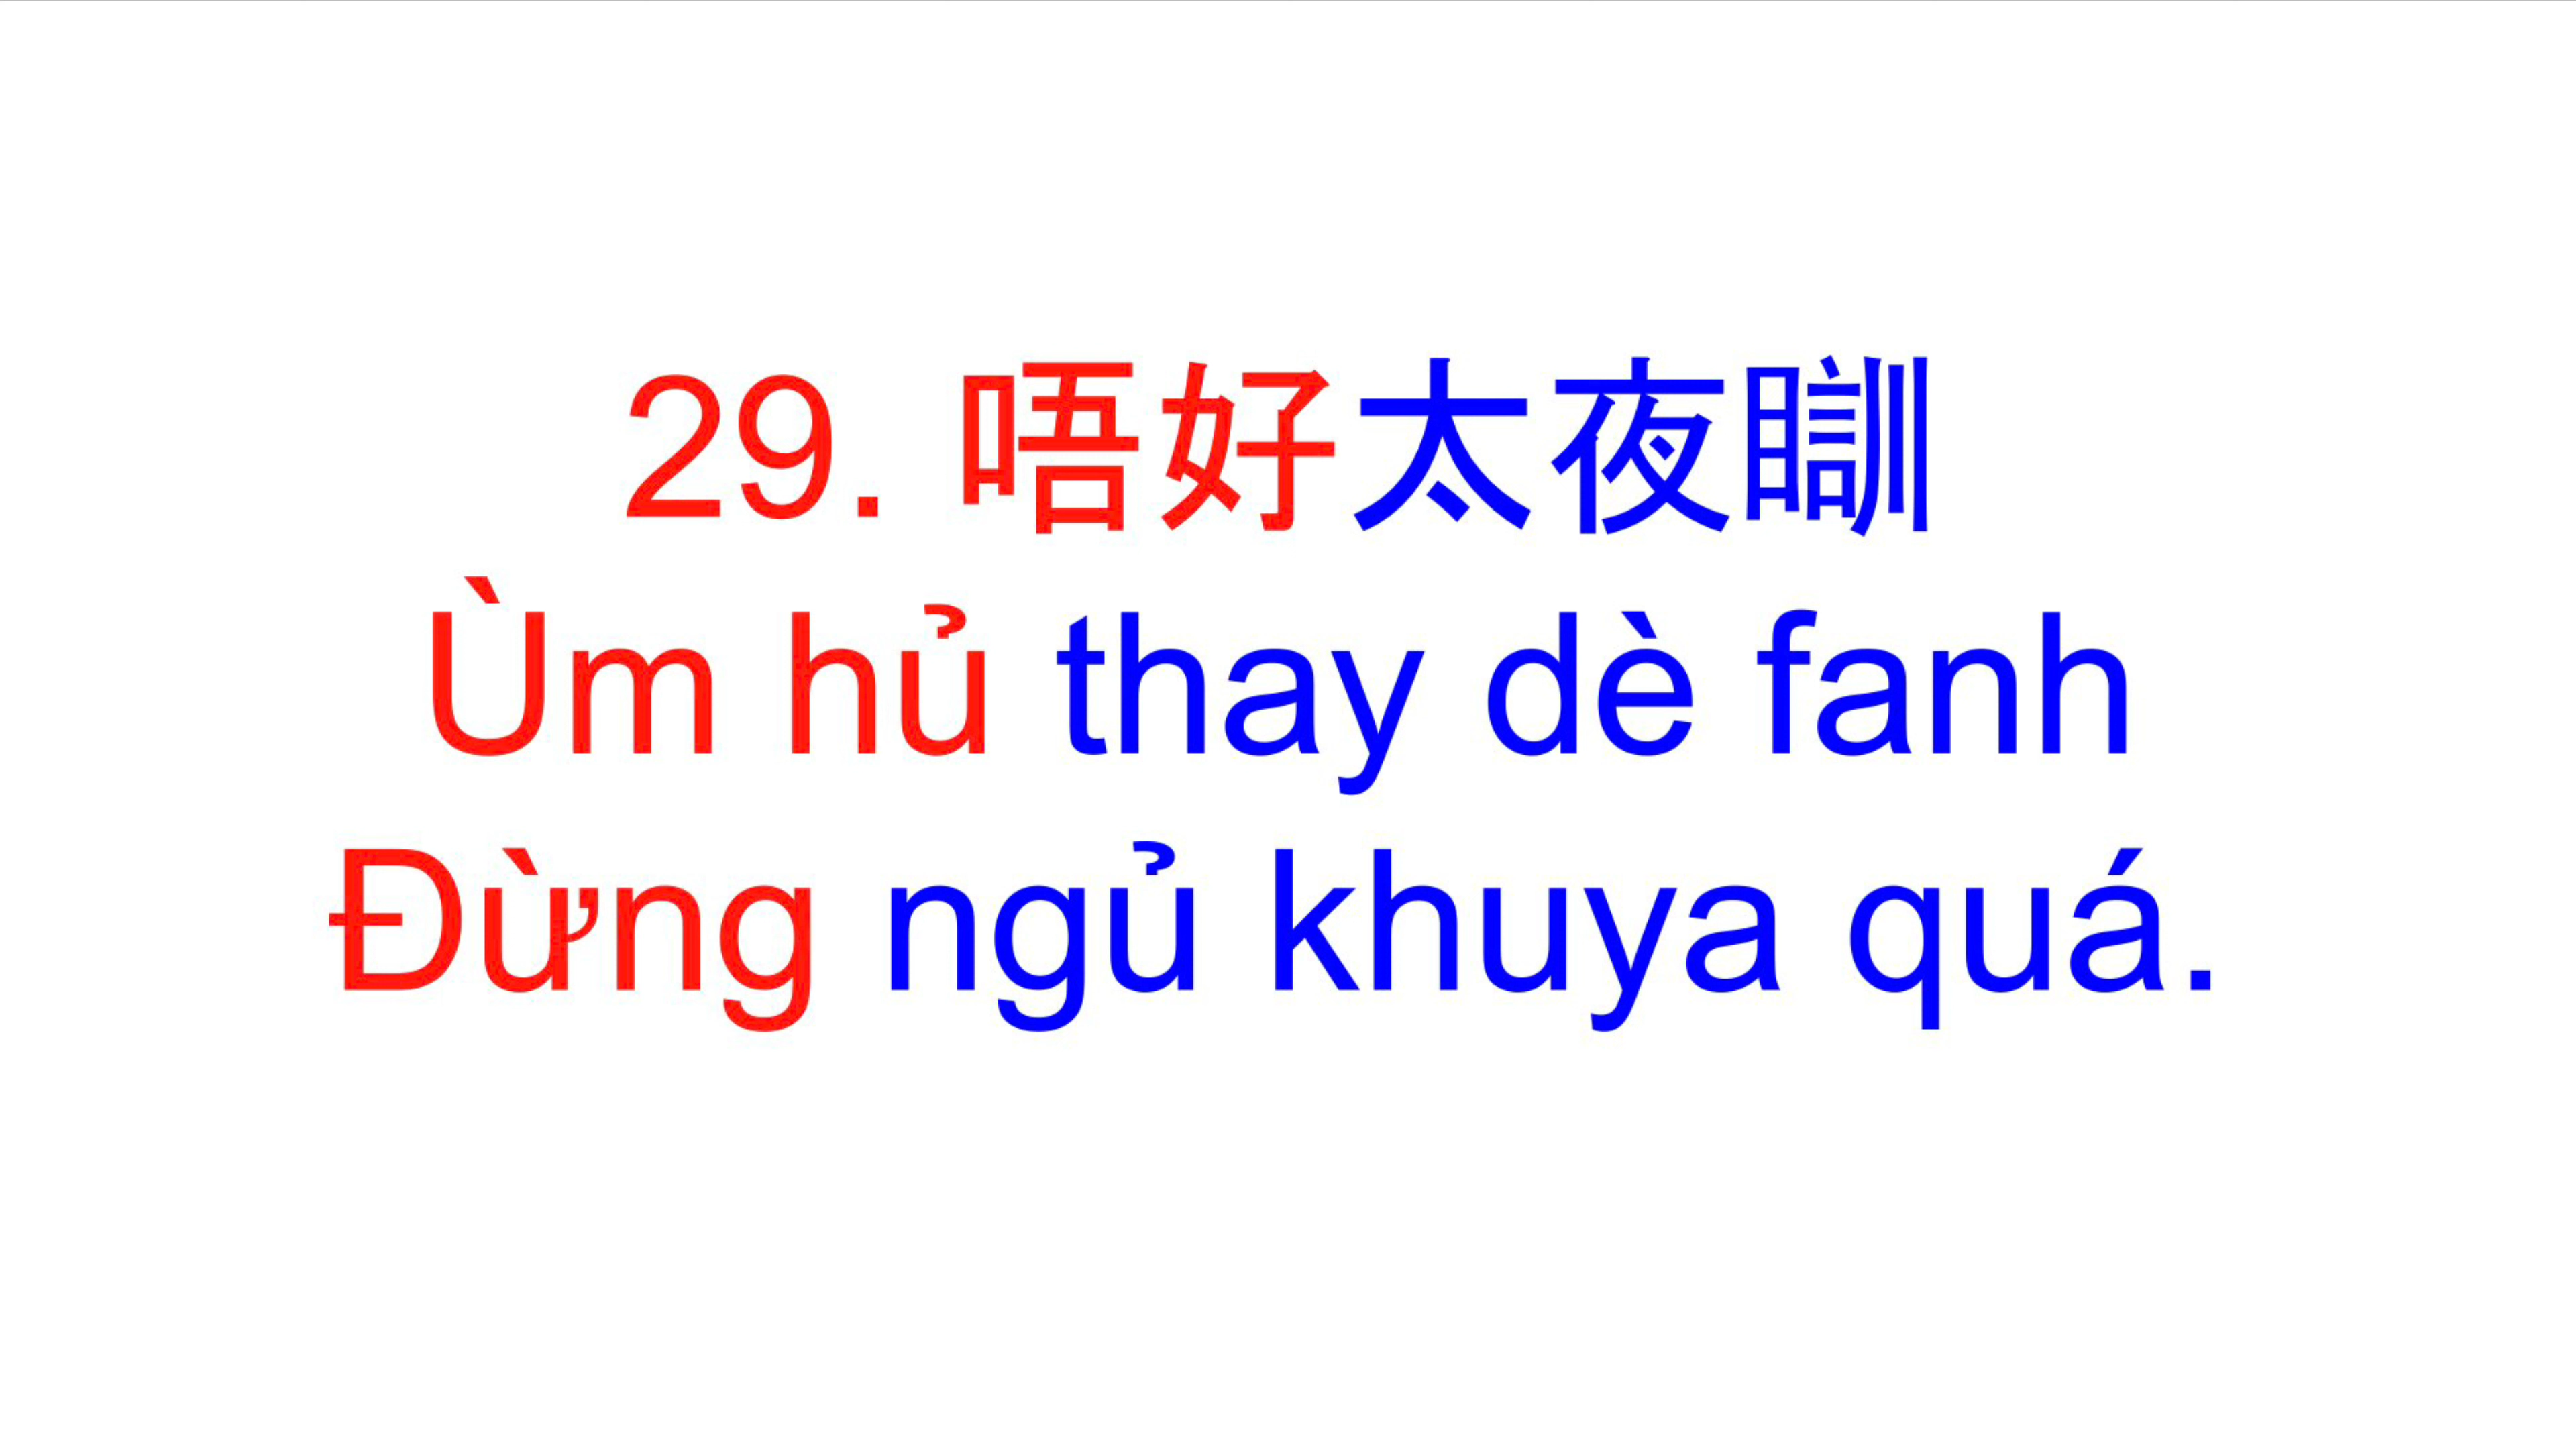 29. 唔好太夜瞓
Ùm hủ thay dè fanh
Đừng ngủ khuya quá.